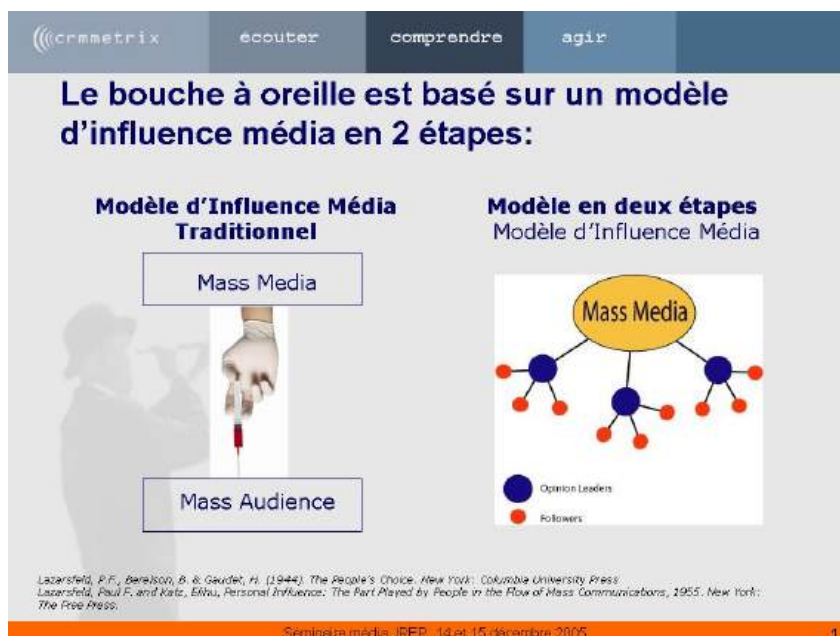 crmmetrix écouter comprendre agir
Le bouche à oreille est basé sur un modèle
d'influence média en 2 étapes:
Modèle d'Influence Média
Traditionnel
Mass Media
Mass Audience
Modèle en deux étapes
Modèle d'Influence Média
Mass Media
Opinion Leaders
Followers
Lazarsfeld, P.F., Berelson, B. & Gaudet, H. (1944). The People's Choice. New York: Columbia University Press
Lazarsfeld, Paul F. and Katz, Elihu, Personal Influence: The Part Played by People in the Flow of Mass Communications, 1955. New York:
The Free Press.
Séminaire média, IREP, 14 et 15 décembre 2005